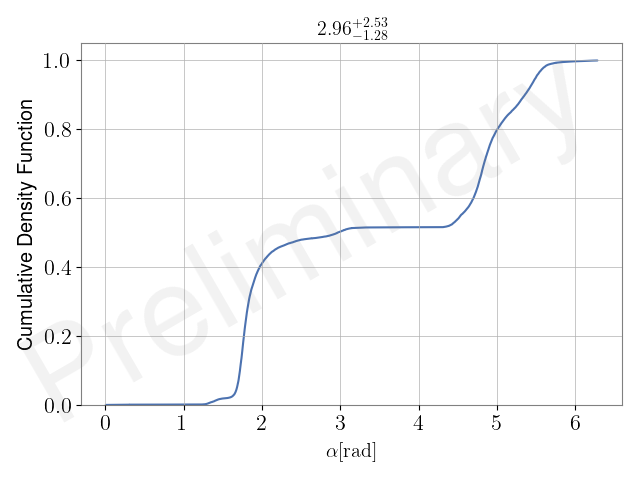 2.96^{+2.53}_{-1.28}
Cumulative Density Function
1.0
0.8
0.6
0.4
0.2
0.0
0 1 2 3 4 5 6
α[rad]
Preliminary